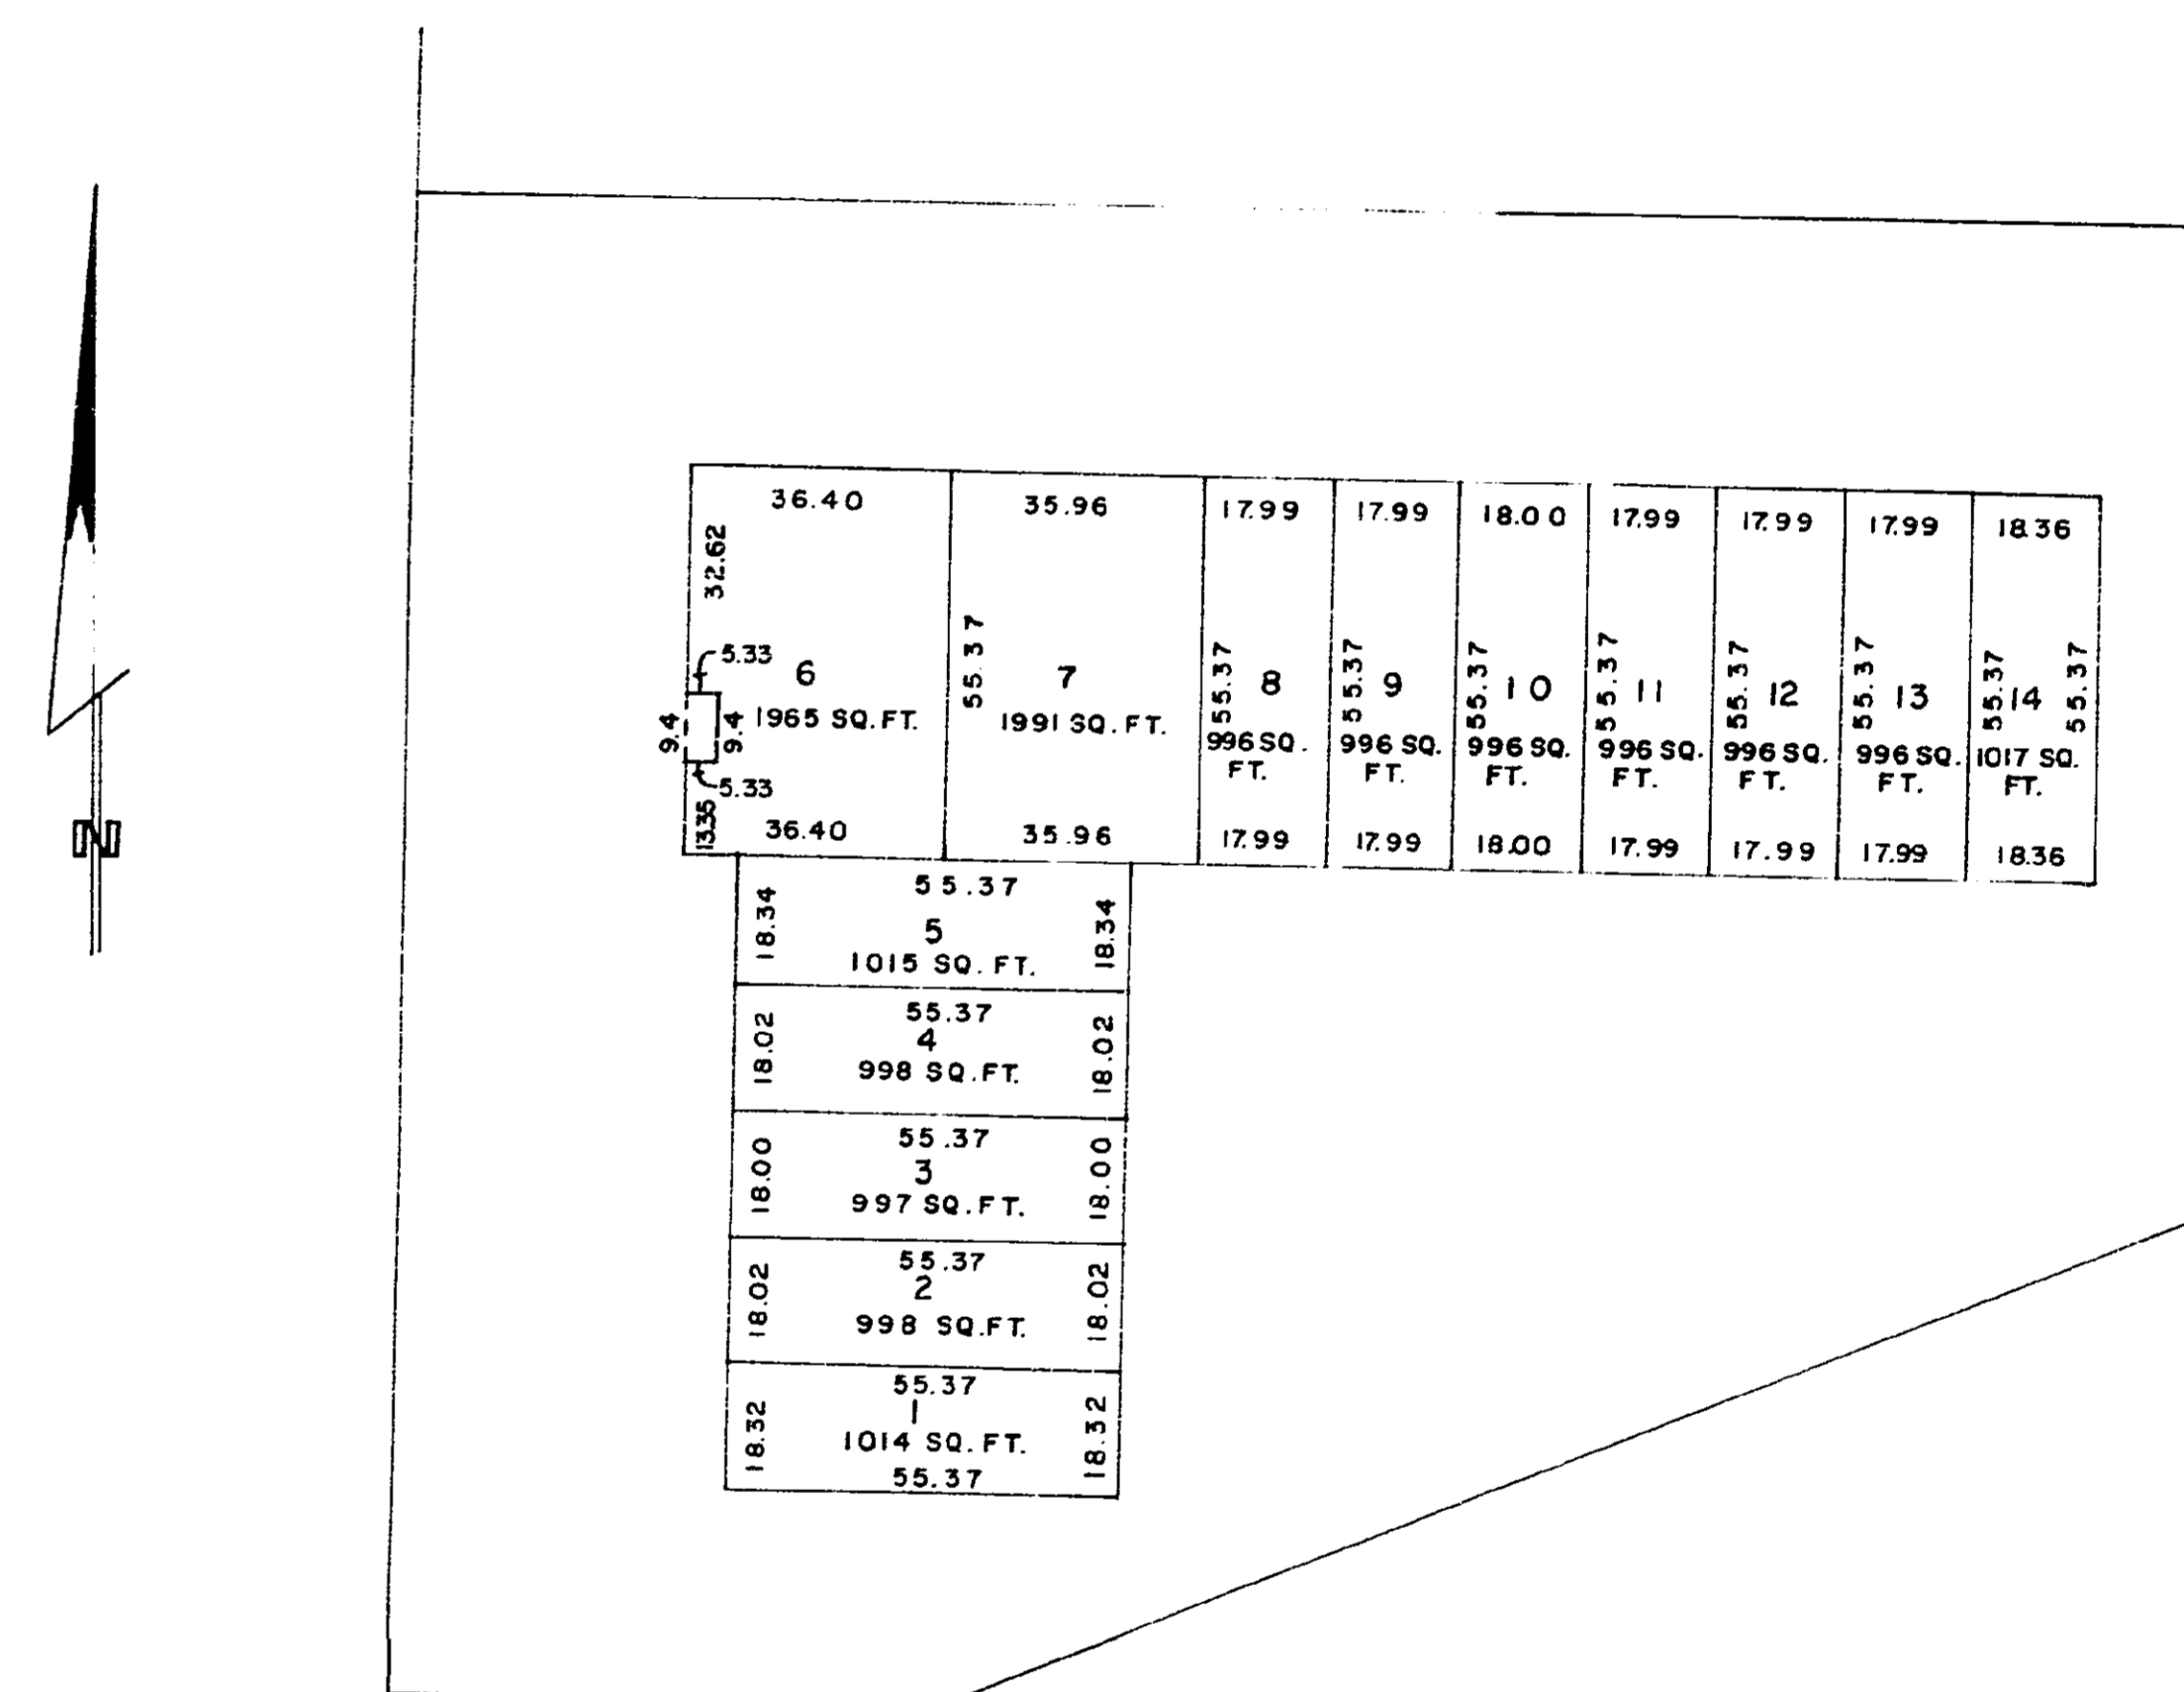 36.40
35.96
17.99
17.99
18.00
17.99
17.99
17.99
18.36
32.62
5.33
6
1965 SQ.FT.
9.4
9.4
5.33
13.35
36.40
55.37
7
1991 SQ.FT.
35.96
55.37
8
996 SQ.
FT.
17.99
55.37
9
996 SQ.
FT.
17.99
55.37
10
996 SQ.
FT.
18.00
55.37
11
996 SQ.
FT.
17.99
55.37
12
996 SQ.
FT.
17.99
55.37
13
996 SQ.
FT.
17.99
55.37
14
55.37
1017 SQ.
FT.
18.36
N
55.37
18.34
5
18.34
1015 SQ. FT.
55.37
18.02
4
18.02
998 SQ.FT.
55.37
18.00
3
18.00
997 SQ.FT.
55.37
18.02
2
18.02
998 SQ.FT.
55.37
18.32
1
18.32
1014 SQ. FT.
55.37